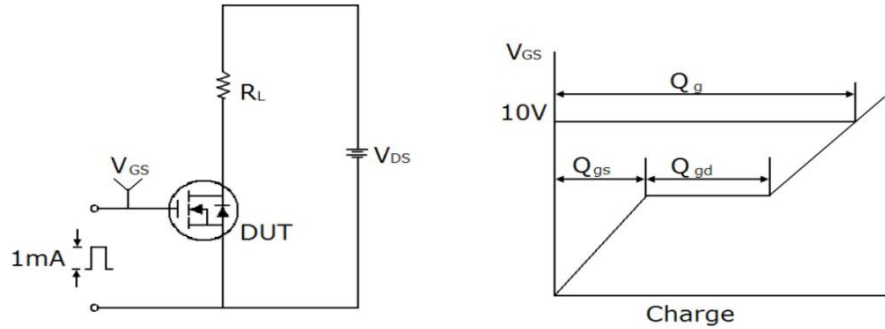 RL
VDS
VGS
DUT
1mA
VGS
Qg
10V
Qgs
Qgd
Charge